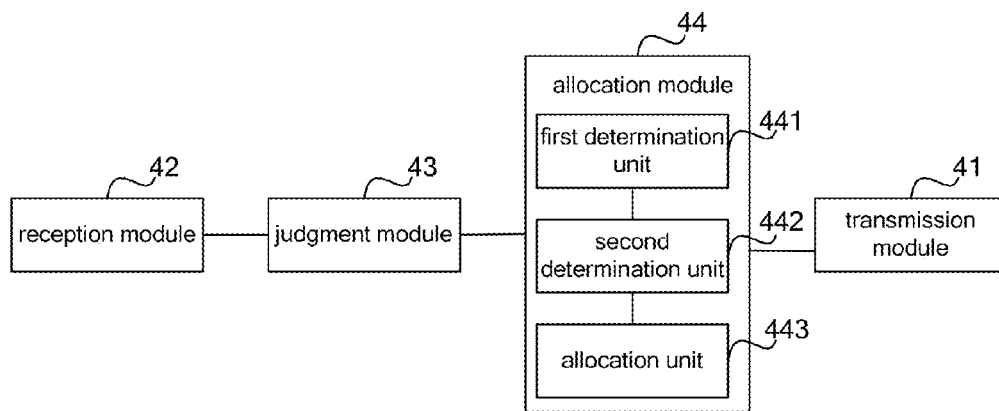 44
allocation module
first determination
unit
441
42
reception module
43
judgment module
second
determination unit
442
41
transmission
module
allocation unit
443